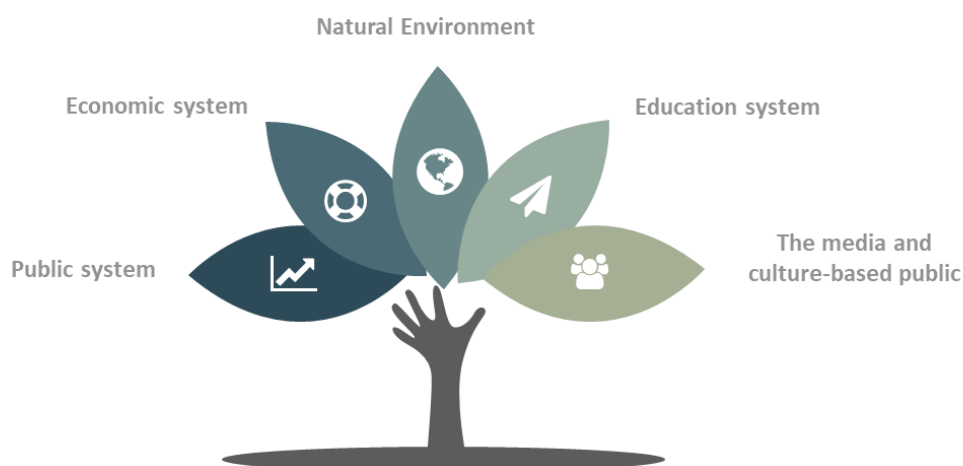 Natural Environment
Economic system
Education system
Public system
The media and
culture-based public